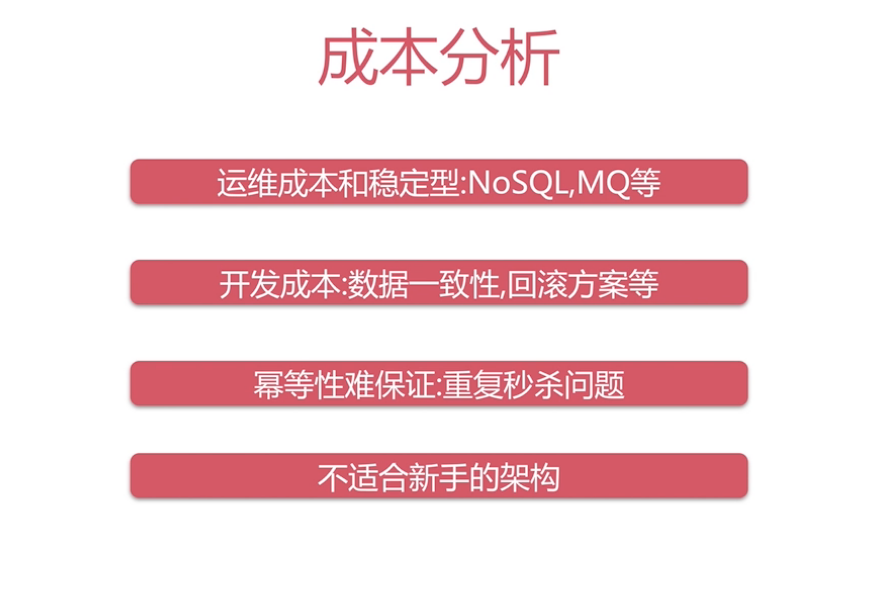 成本分析
运维成本和稳定型:NoSQL,MQ等
开发成本:数据一致性,回滚方案等
幂等性难保证:重复秒杀问题
不适合新手的架构